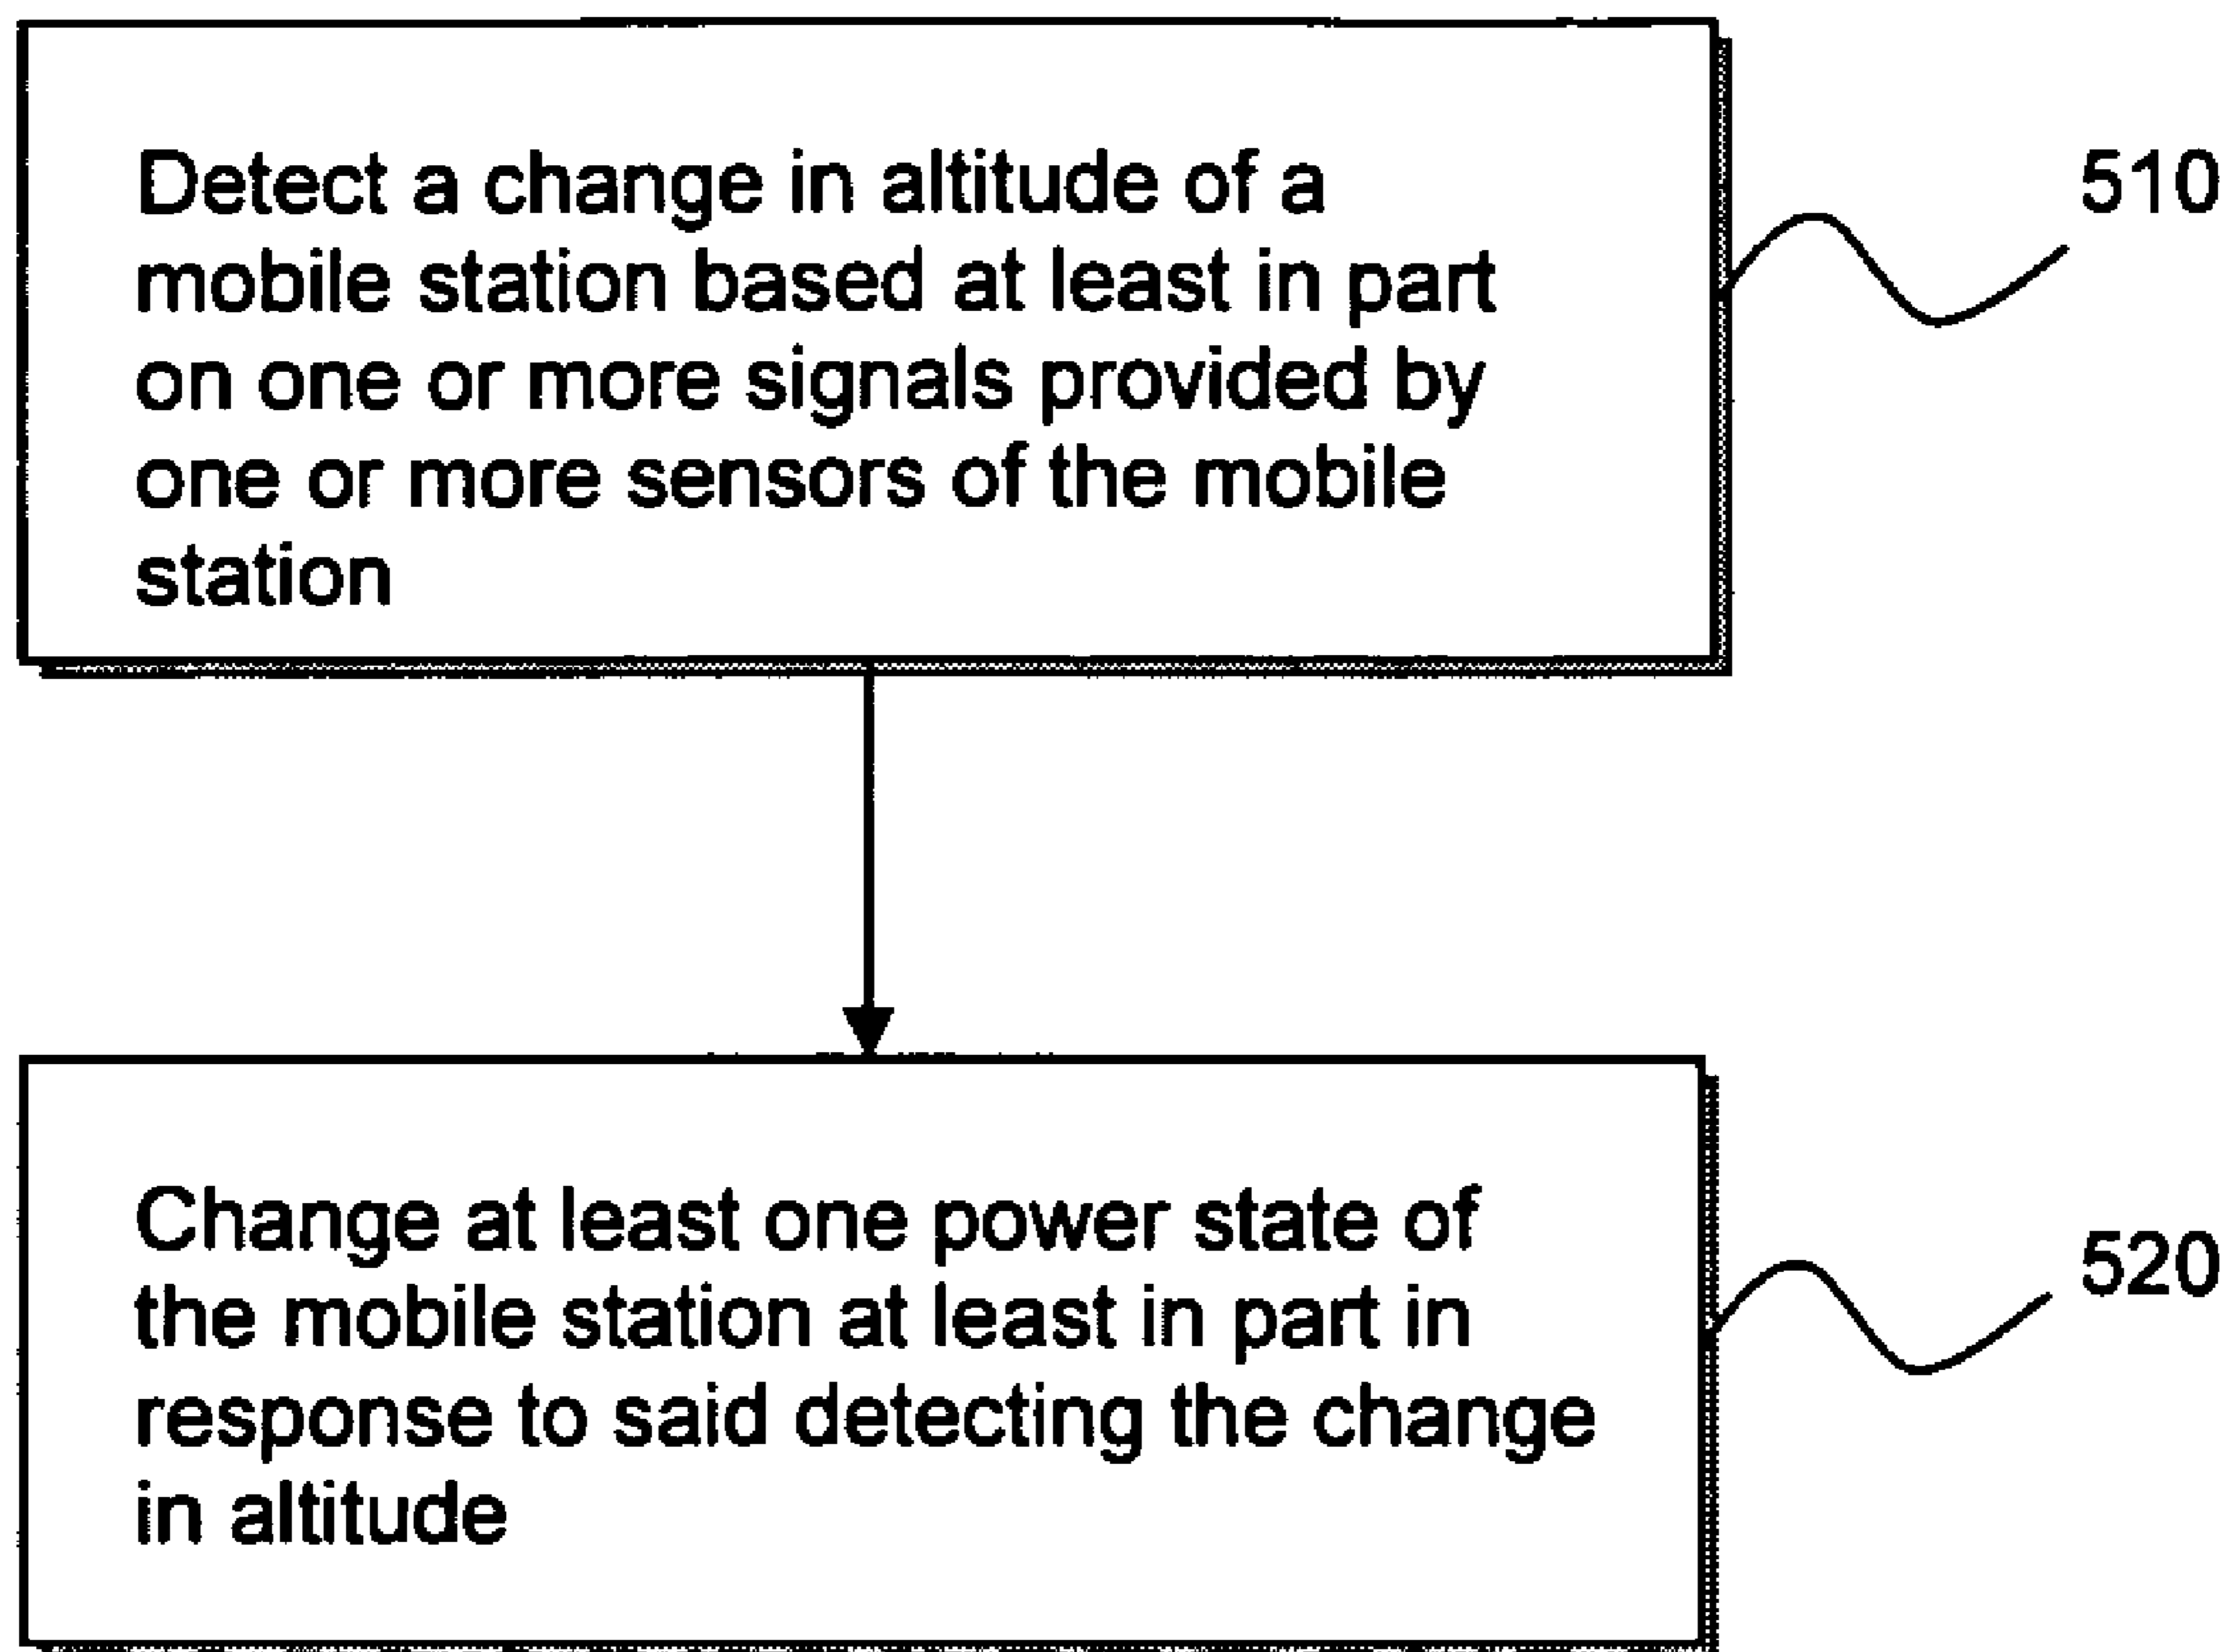 Detect a change in altitude of a
mobile station based at least in part
on one or more signals provided by
one or more sensors of the mobile
station
510
Change at least one power state of
the mobile station at least in part in
response to said detecting the change
in altitude
520